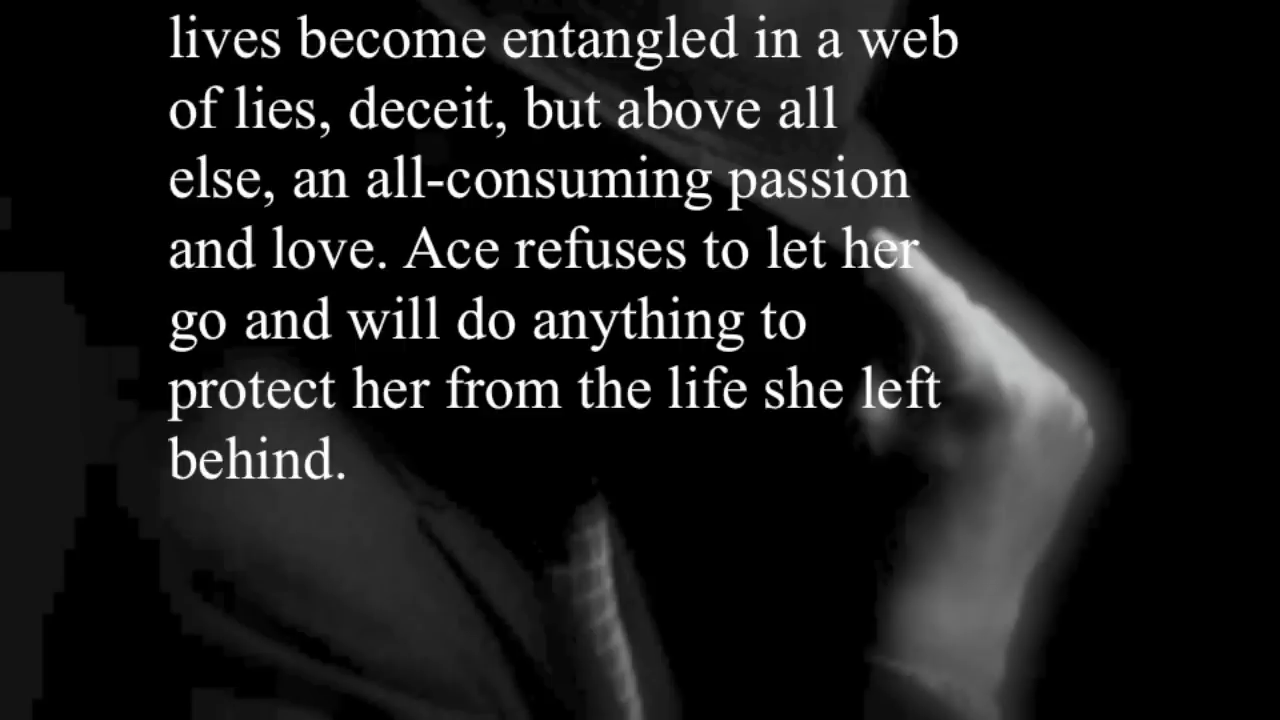 lives become entangled in a web
of lies, deceit, but above all
else, an all-consuming passion
and love. Ace refuses to let her
go and will do anything to
protect her from the life she left
behind.